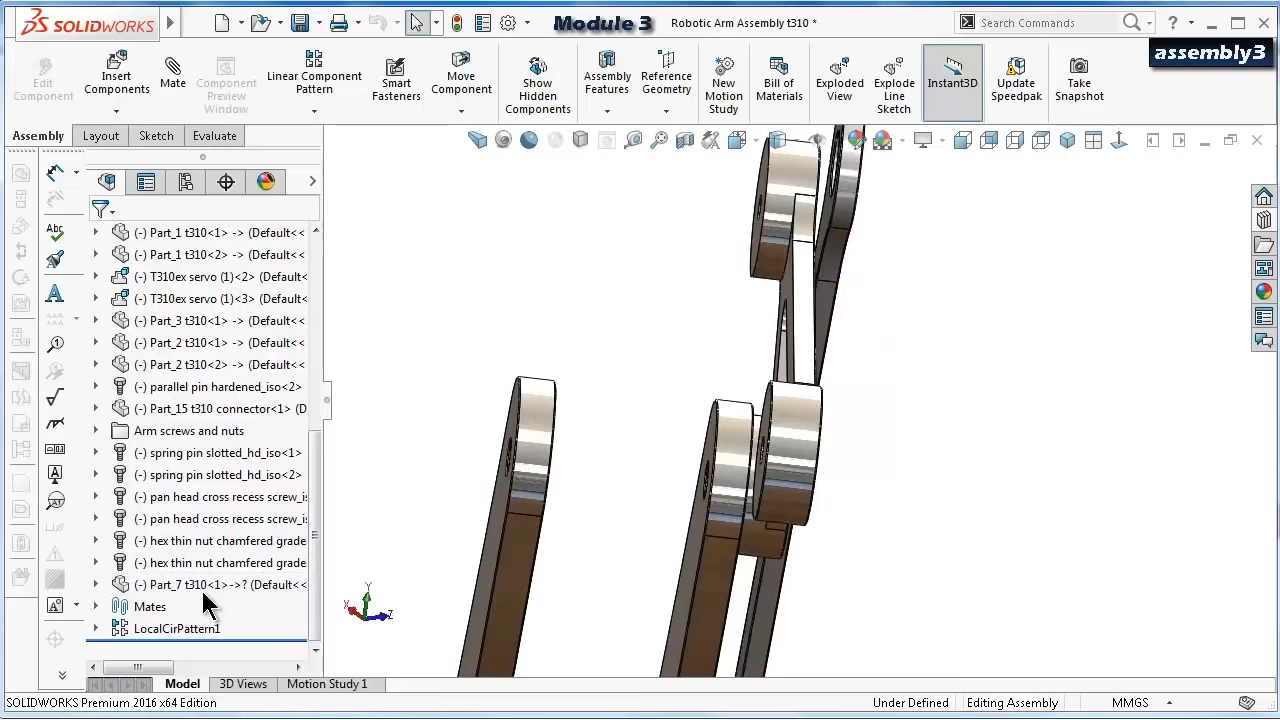 SOLIDWORKS
Module 3
Robotic Arm Assembly t310 *
Search Commands
?
assembly3
Edit
Component
Insert
Components
Mate
Component
Preview
Window
Linear Component
Pattern
Smart
Fasteners
Move
Component
Show
Hidden
Components
Assembly
Features
Reference
Geometry
New
Motion
Study
Bill of
Materials
Exploded
View
Explode
Line
Sketch
Instant3D
Update
Speedpak
Take
Snapshot
Assembly
Layout
Sketch
Evaluate
(-) Part_1 t310<1> -> (Default<<
(-) Part_1 t310<2> -> (Default<<
(-) T310ex servo (1)<2> (Default<
(-) T310ex servo (1)<3> (Default<
(-) Part_3 t310<1> -> (Default<<
(-) Part_2 t310<1> -> (Default<<
(-) Part_2 t310<2> -> (Default<<
(-) parallel pin hardened_iso<2>
(-) Part_15 t310 connector<1> (D
Arm screws and nuts
(-) spring pin slotted_hd_iso<1>
(-) spring pin slotted_hd_iso<2>
(-) pan head cross recess screw_i
(-) pan head cross recess screw_i
(-) hex thin nut chamfered grade
(-) hex thin nut chamfered grade
(-) Part_7 t310<1>->? (Default<<
Mates
LocalCirPattern1
Y
X
Z
Model
3D Views
Motion Study 1
SOLIDWORKS Premium 2016 x64 Edition
Under Defined
Editing Assembly
MMGS